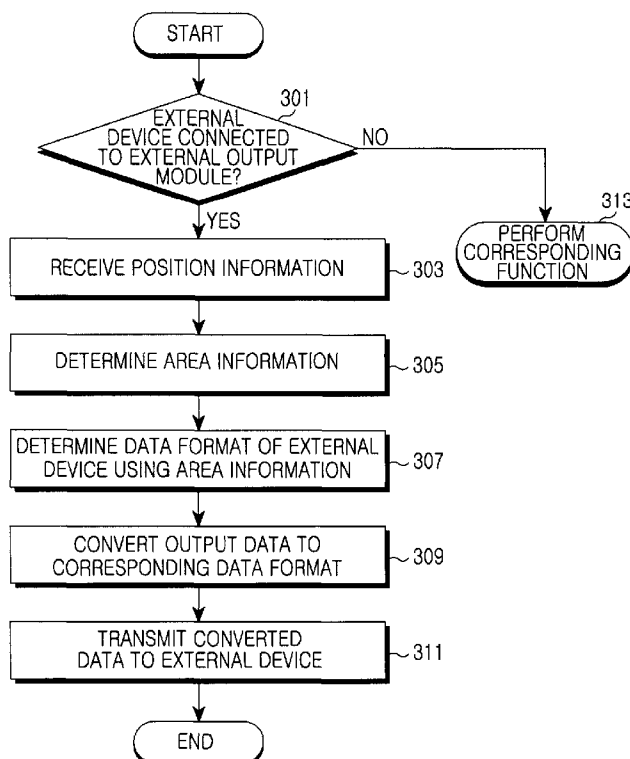 START
301
EXTERNAL
DEVICE CONNECTED
TO EXTERNAL OUTPUT
MODULE?
NO
YES
313
PERFORM
CORRESPONDING
FUNCTION
RECEIVE POSITION INFORMATION
303
DETERMINE AREA INFORMATION
305
DETERMINE DATA FORMAT OF EXTERNAL
DEVICE USING AREA INFORMATION
307
CONVERT OUTPUT DATA TO
CORRESPONDING DATA FORMAT
309
TRANSMIT CONVERTED
DATA TO EXTERNAL DEVICE
311
END